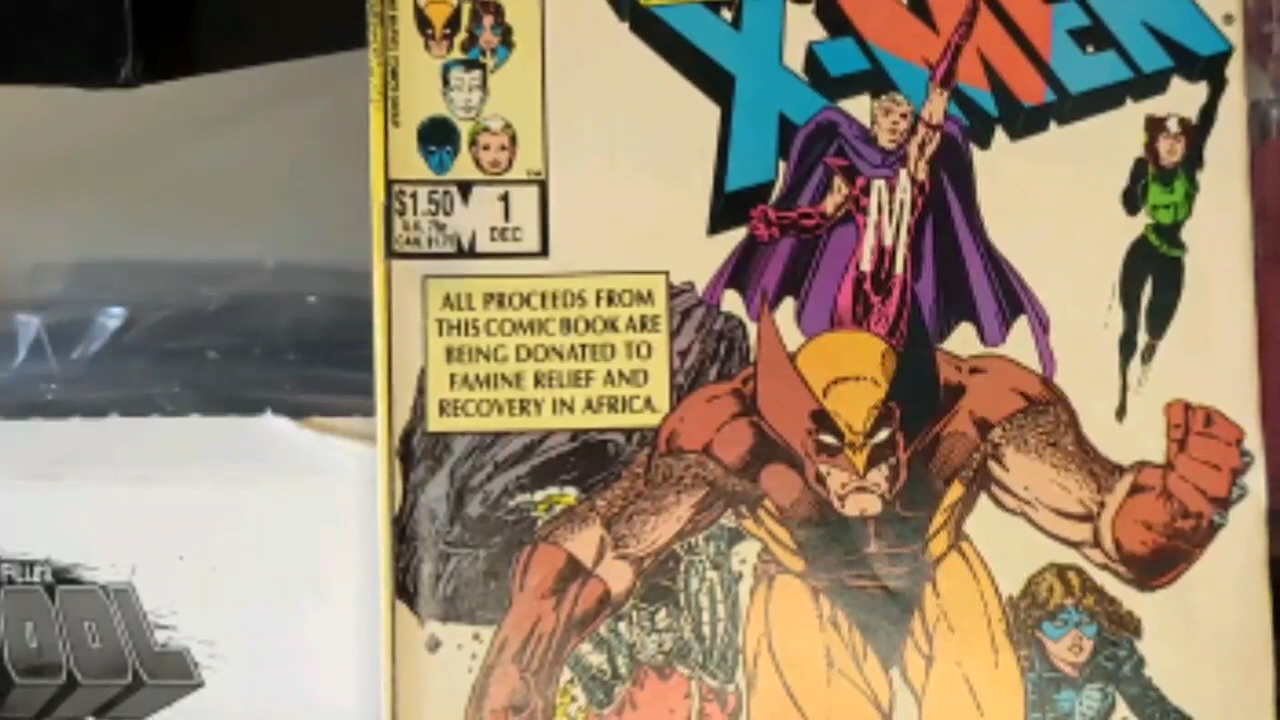 X-MEN
$1.50
1
DEC
M
ALL PROCEEDS FROM
THIS COMIC BOOK ARE
BEING DONATED TO
FAMINE RELIEF AND
RECOVERY IN AFRICA.
OOL